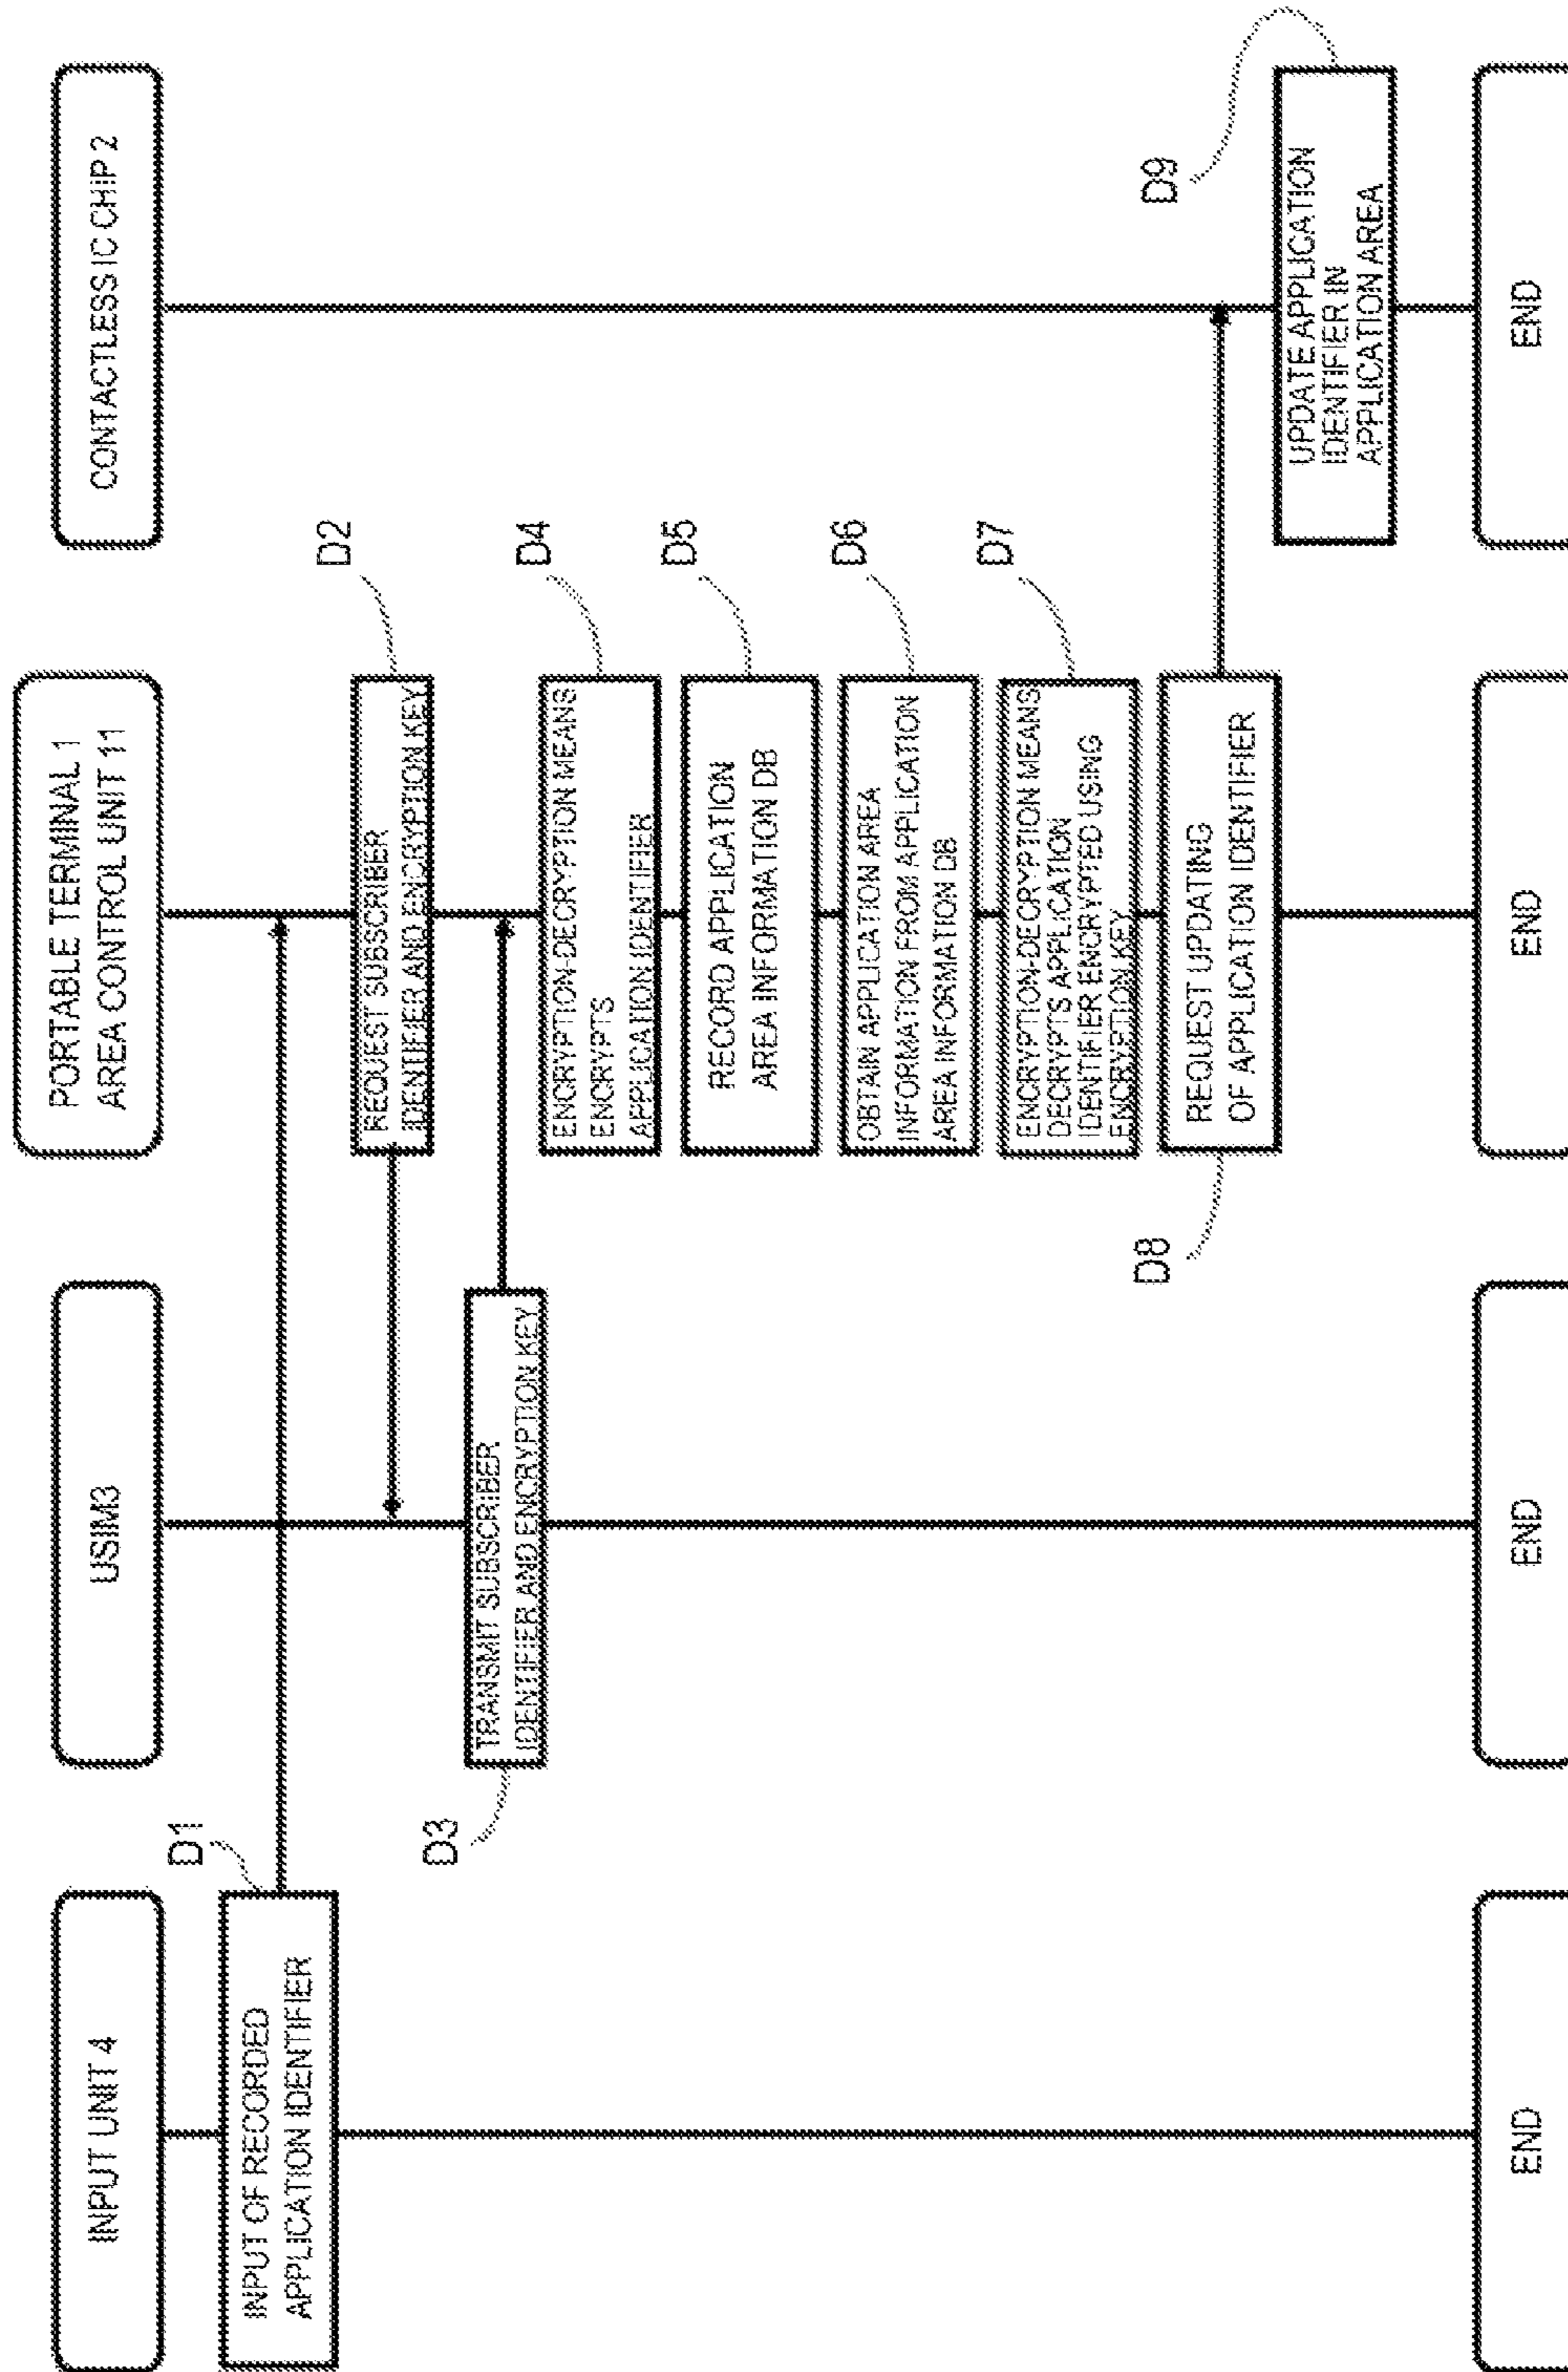 INPUT UNIT 4
USIM3
PORTABLE TERMINAL 1
AREA CONTROL UNIT 11
CONTACTLESS IC CHIP 2
D1
INPUT OF RECORDED
APPLICATION IDENTIFIER
D2
REQUEST SUBSCRIBER
IDENTIFIER AND ENCRYPTION KEY
D3
TRANSMIT SUBSCRIBER
IDENTIFIER AND ENCRYPTION KEY
D4
ENCRYPTION-DECRYPTION MEANS
ENCRYPTS
APPLICATION IDENTIFIER
D5
RECORD APPLICATION
AREA INFORMATION DB
D6
OBTAIN APPLICATION AREA
INFORMATION FROM APPLICATION
AREA INFORMATION DB
D7
ENCRYPTION-DECRYPTION MEANS
DECRYPTS APPLICATION
IDENTIFIER ENCRYPTED USING
ENCRYPTION KEY
D8
REQUEST UPDATING
OF APPLICATION IDENTIFIER
D9
UPDATE APPLICATION
IDENTIFIER IN
APPLICATION AREA
END
END
END
END